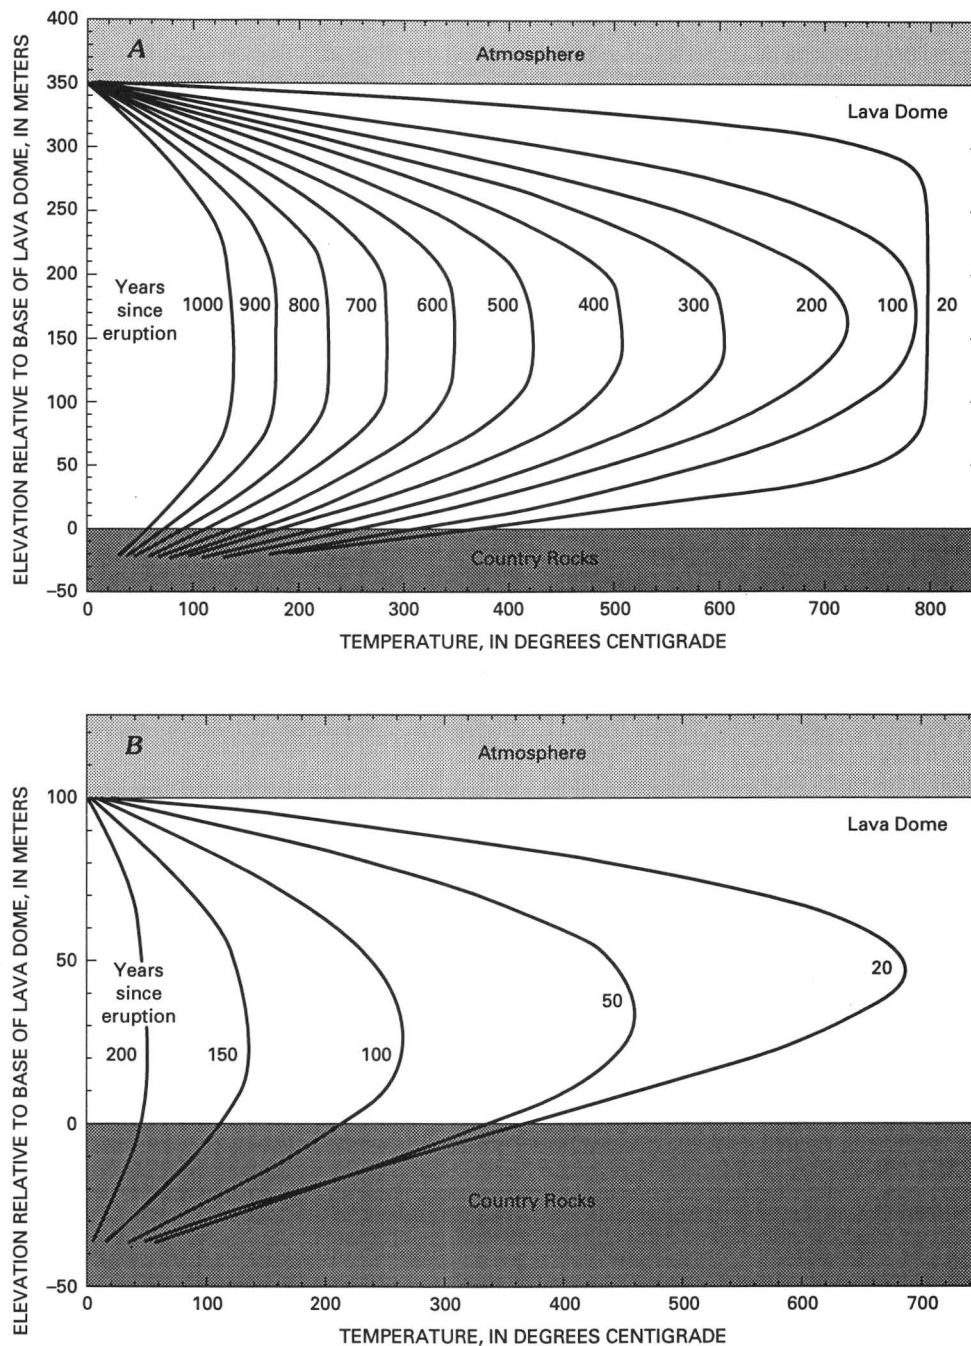 A
Atmosphere
Lava Dome
Years
since
eruption
1000 900 800 700 600 500 400 300 200 100 20
Country Rocks
400
350
300
250
200
150
100
50
0
–50
ELEVATION RELATIVE TO BASE OF LAVA DOME, IN METERS
0 100 200 300 400 500 600 700 800
TEMPERATURE, IN DEGREES CENTIGRADE
B
Atmosphere
Lava Dome
Years
since
eruption
200 150 100 50 20
Country Rocks
100
50
0
–50
ELEVATION RELATIVE TO BASE OF LAVA DOME, IN METERS
0 100 200 300 400 500 600 700
TEMPERATURE, IN DEGREES CENTIGRADE